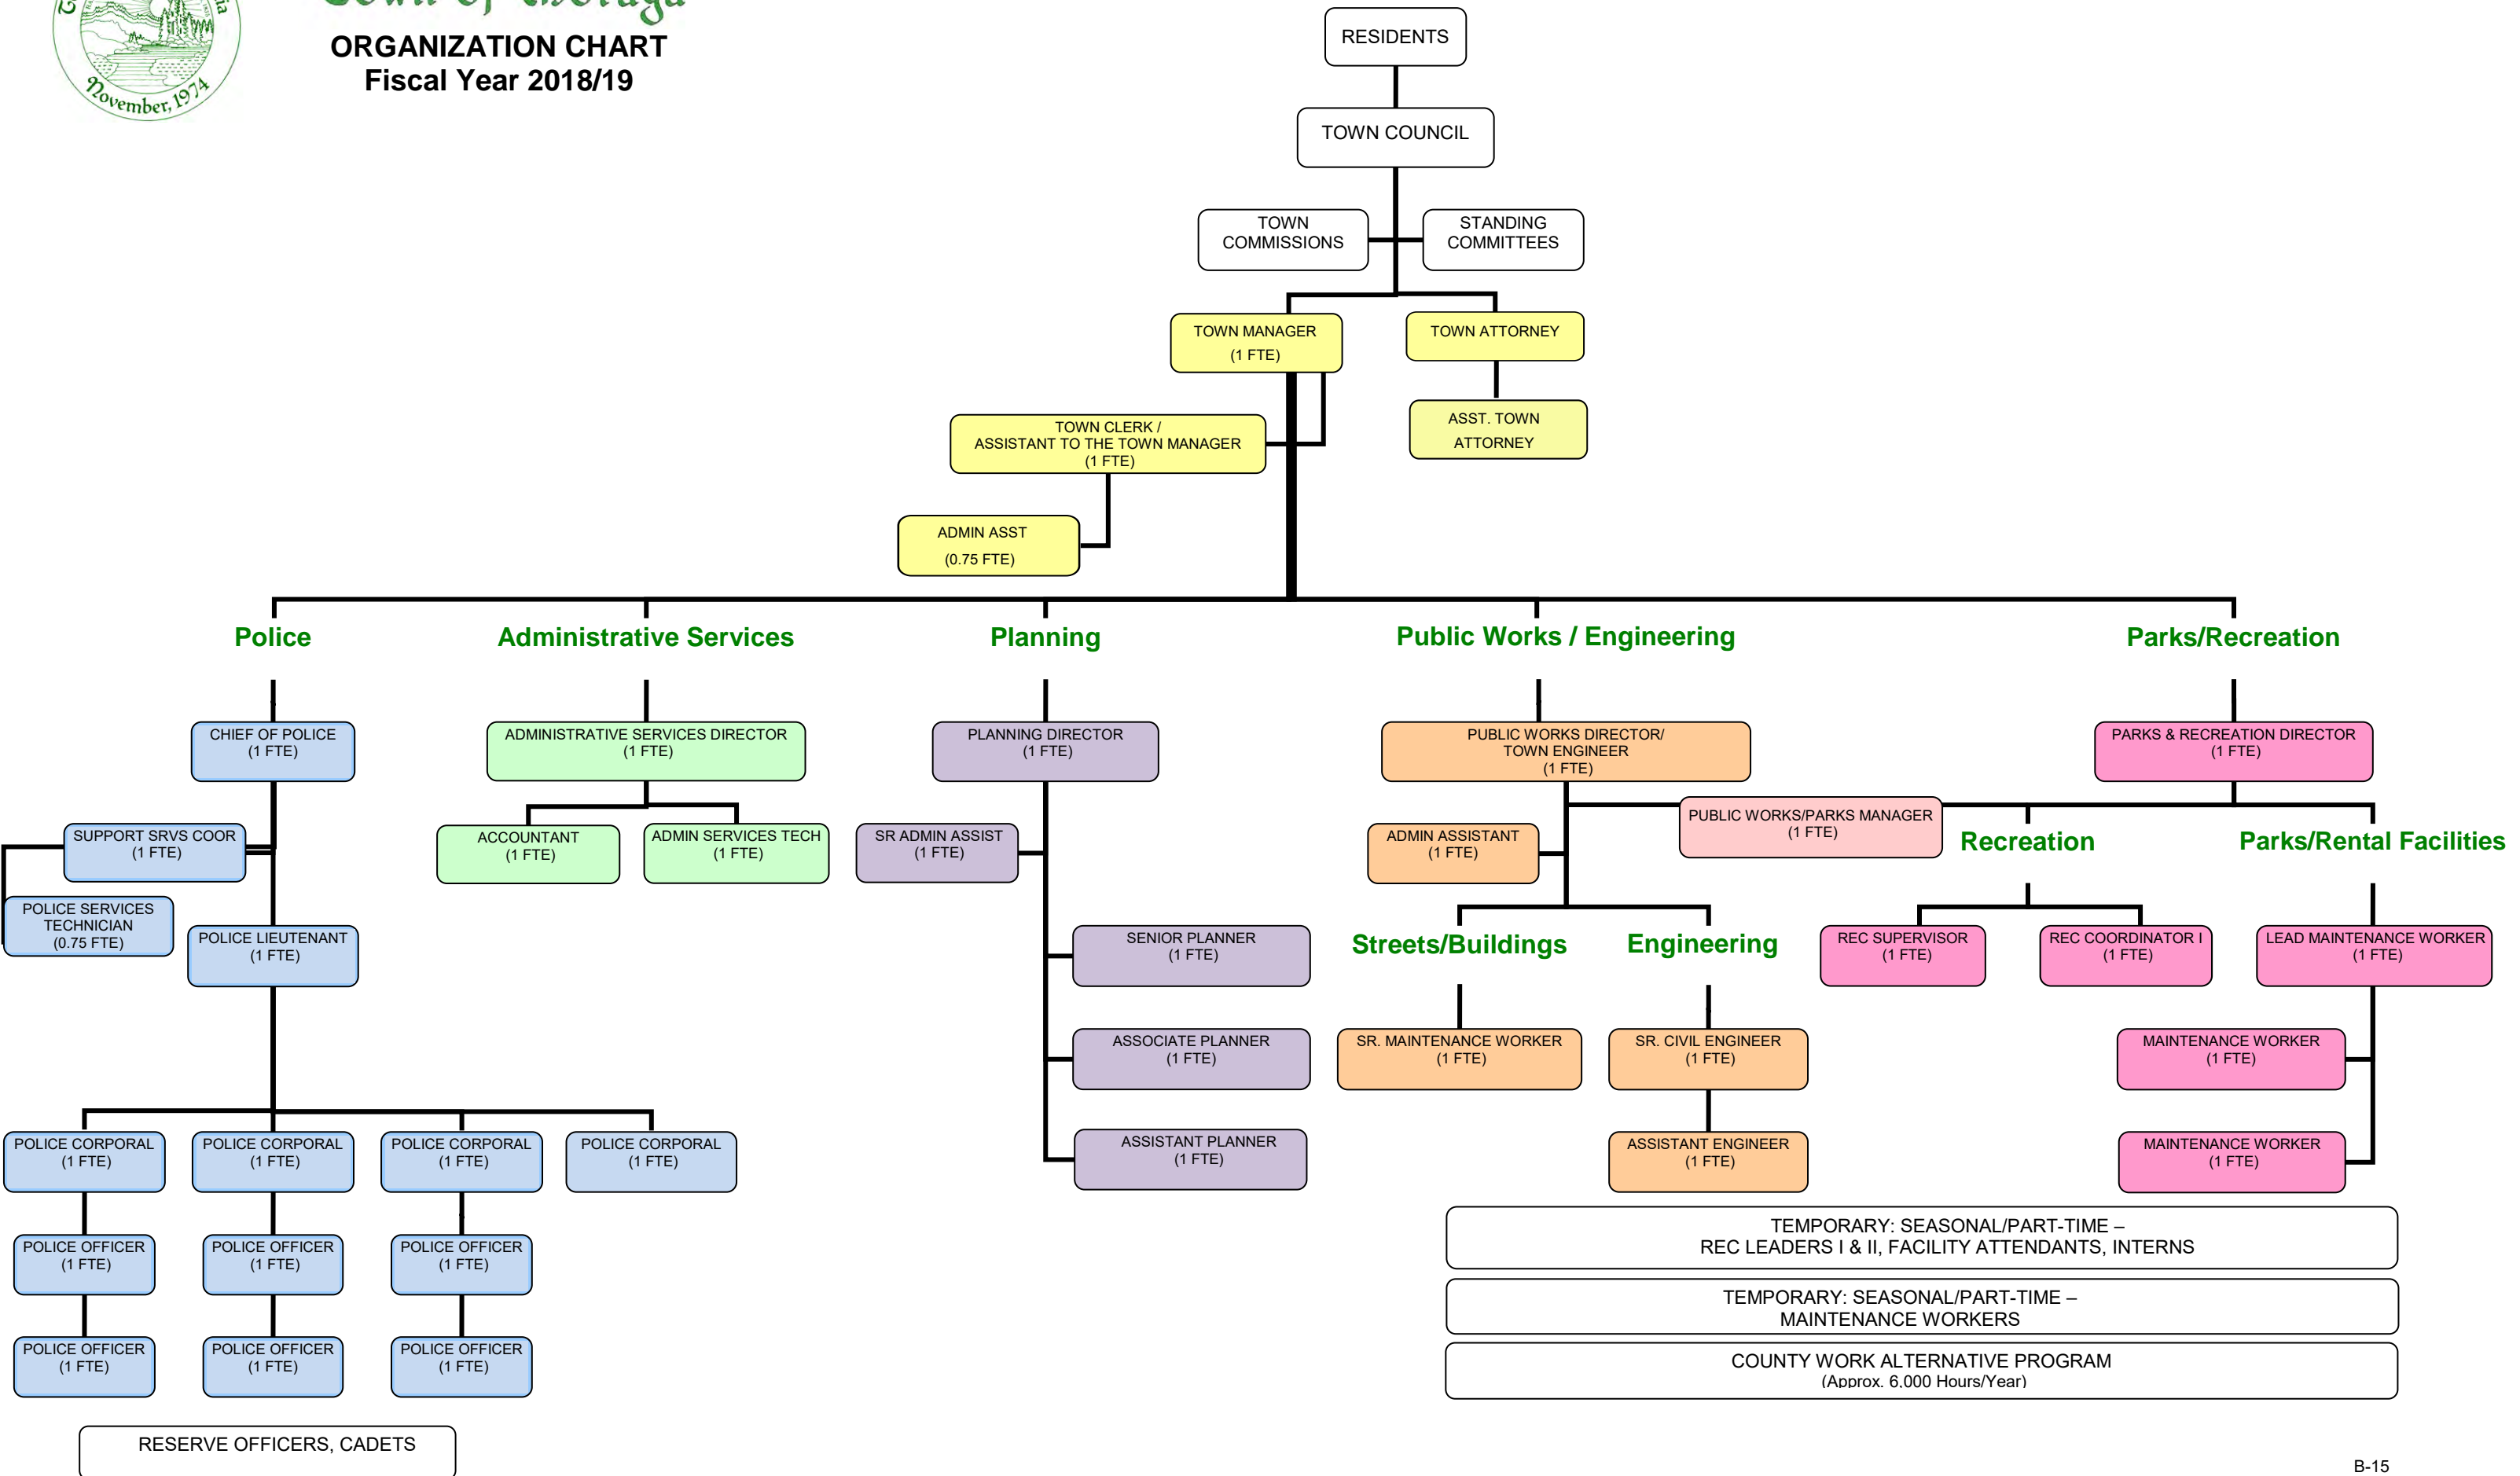 Town of Moraga
ORGANIZATION CHART
Fiscal Year 2018/19
November, 1974
RESIDENTS
TOWN COUNCIL
TOWN
COMMISSIONS
STANDING
COMMITTEES
TOWN MANAGER
(1 FTE)
TOWN ATTORNEY
TOWN CLERK /
ASSISTANT TO THE TOWN MANAGER
(1 FTE)
ASST. TOWN
ATTORNEY
ADMIN ASST
(0.75 FTE)
Police
Administrative Services
Planning
Public Works / Engineering
Parks/Recreation
CHIEF OF POLICE
(1 FTE)
ADMINISTRATIVE SERVICES DIRECTOR
(1 FTE)
PLANNING DIRECTOR
(1 FTE)
PUBLIC WORKS DIRECTOR/
TOWN ENGINEER
(1 FTE)
PARKS & RECREATION DIRECTOR
(1 FTE)
SUPPORT SRVS COOR
(1 FTE)
ACCOUNTANT
(1 FTE)
ADMIN SERVICES TECH
(1 FTE)
SR ADMIN ASSIST
(1 FTE)
ADMIN ASSISTANT
(1 FTE)
PUBLIC WORKS/PARKS MANAGER
(1 FTE)
Recreation
Parks/Rental Facilities
POLICE SERVICES
TECHNICIAN
(0.75 FTE)
POLICE LIEUTENANT
(1 FTE)
SENIOR PLANNER
(1 FTE)
Streets/Buildings
Engineering
REC SUPERVISOR
(1 FTE)
REC COORDINATOR I
(1 FTE)
LEAD MAINTENANCE WORKER
(1 FTE)
ASSOCIATE PLANNER
(1 FTE)
SR. MAINTENANCE WORKER
(1 FTE)
SR. CIVIL ENGINEER
(1 FTE)
MAINTENANCE WORKER
(1 FTE)
POLICE CORPORAL
(1 FTE)
POLICE CORPORAL
(1 FTE)
POLICE CORPORAL
(1 FTE)
POLICE CORPORAL
(1 FTE)
ASSISTANT PLANNER
(1 FTE)
ASSISTANT ENGINEER
(1 FTE)
MAINTENANCE WORKER
(1 FTE)
POLICE OFFICER
(1 FTE)
POLICE OFFICER
(1 FTE)
POLICE OFFICER
(1 FTE)
TEMPORARY: SEASONAL/PART-TIME –
REC LEADERS I & II, FACILITY ATTENDANTS, INTERNS
TEMPORARY: SEASONAL/PART-TIME –
MAINTENANCE WORKERS
POLICE OFFICER
(1 FTE)
POLICE OFFICER
(1 FTE)
POLICE OFFICER
(1 FTE)
COUNTY WORK ALTERNATIVE PROGRAM
(Approx. 6,000 Hours/Year)
RESERVE OFFICERS, CADETS
B-15